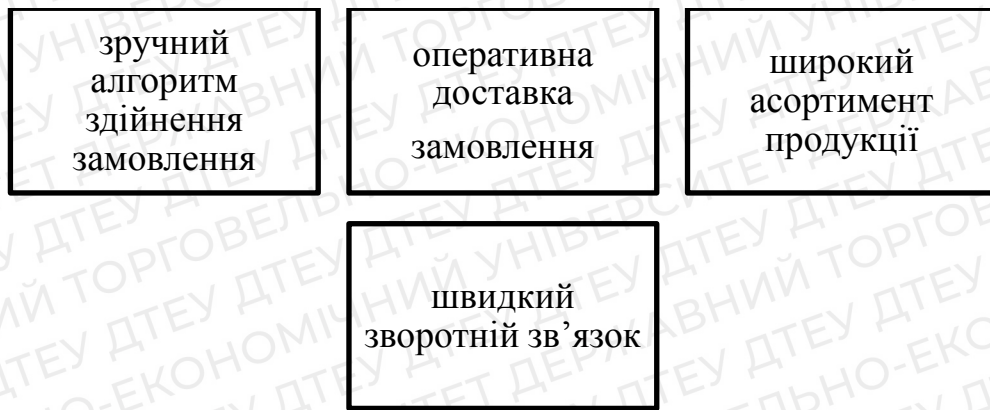 зручний
алгоритм
здійнення
замовлення
оперативна
доставка
замовлення
широкий
асортимент
продукції
швидкий
зворотній зв’язок